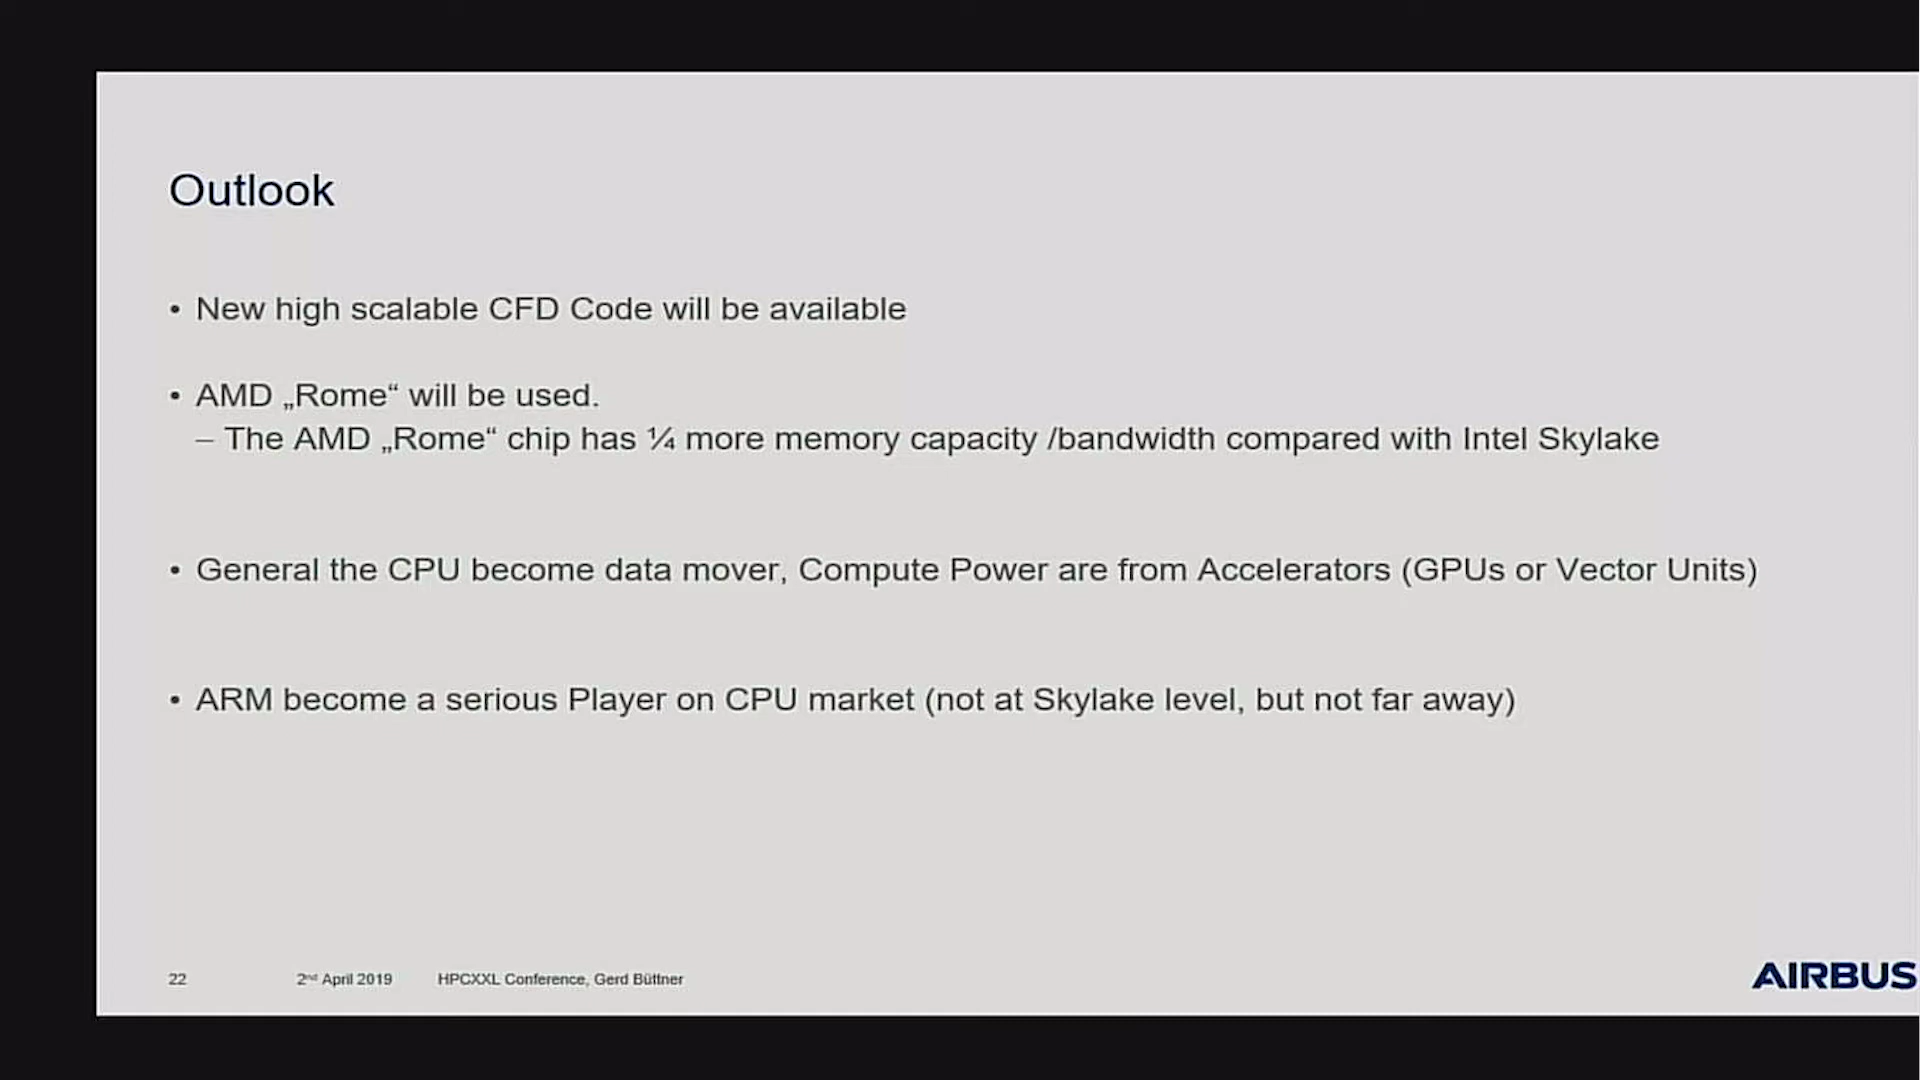 Outlook
• New high scalable CFD Code will be available
• AMD „Rome“ will be used.
– The AMD „Rome“ chip has ¼ more memory capacity /bandwidth compared with Intel Skylake
• General the CPU become data mover, Compute Power are from Accelerators (GPUs or Vector Units)
• ARM become a serious Player on CPU market (not at Skylake level, but not far away)
22 2nd April 2019 HPCXXL Conference, Gerd Büttner
AIRBUS